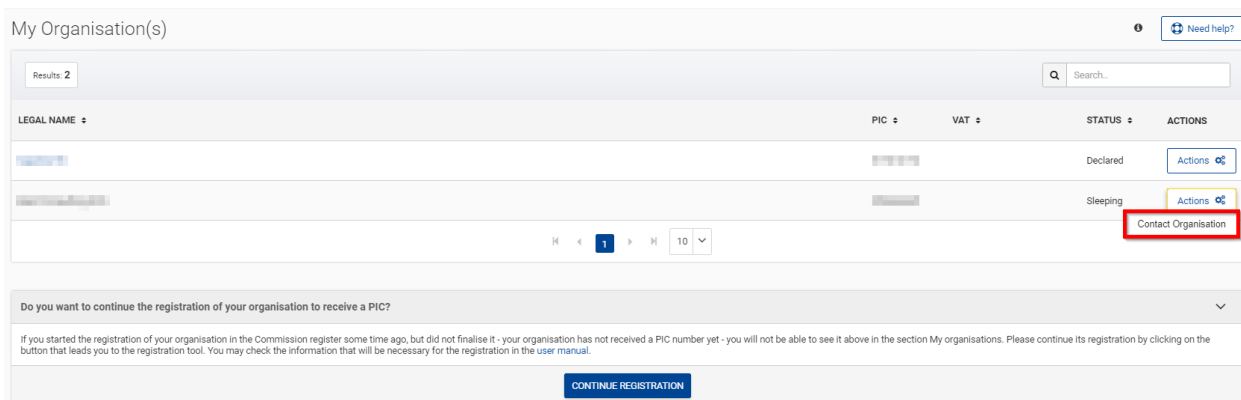 My Organisation(s)
Need help?
Results: 2
Search..
LEGAL NAME PIC VAT STATUS ACTIONS
Declared Actions
Sleeping Actions
Contact Organisation
1 10
Do you want to continue the registration of your organisation to receive a PIC?
If you started the registration of your organisation in the Commission register some time ago, but did not finalise it - your organisation has not received a PIC number yet - you will not be able to see it above in the section My organisations. Please continue its registration by clicking on the
button that leads you to the registration tool. You may check the information that will be necessary for the registration in the user manual.
CONTINUE REGISTRATION